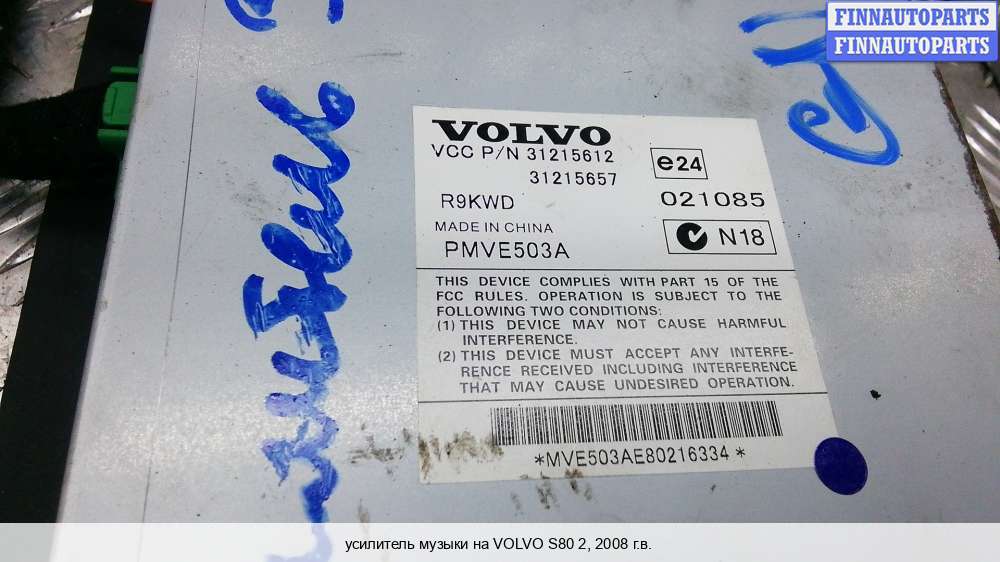 FINNAUTOPARTS
FINNAUTOPARTS
VOLVO
VCC P/N 31215612
31215657
e24
R9KWD
021085
MADE IN CHINA
PMVE503A
N18
THIS DEVICE COMPLIES WITH PART 15 OF THE
FCC RULES. OPERATION IS SUBJECT TO THE
FOLLOWING TWO CONDITIONS:
(1) THIS DEVICE MAY NOT CAUSE HARMFUL
INTERFERENCE.
(2) THIS DEVICE MUST ACCEPT ANY INTERFE-
RENCE RECEIVED INCLUDING INTERFERENCE
THAT MAY CAUSE UNDESIRED OPERATION.
*MVE503AE80216334*
усилитель музыки на VOLVO S80 2, 2008 г.в.